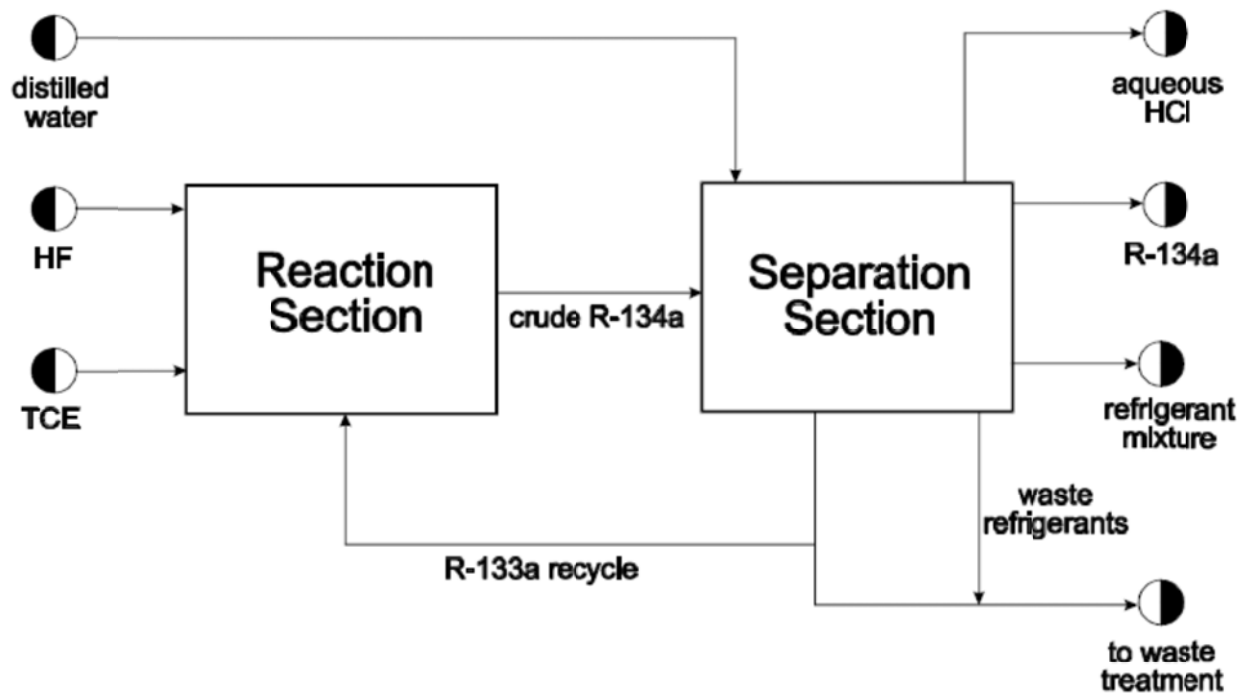 distilled
water
HF
TCE
Reaction
Section
crude R-134a
Separation
Section
aqueous
HCl
R-134a
refrigerant
mixture
waste
refrigerants
R-133a recycle
to waste
treatment